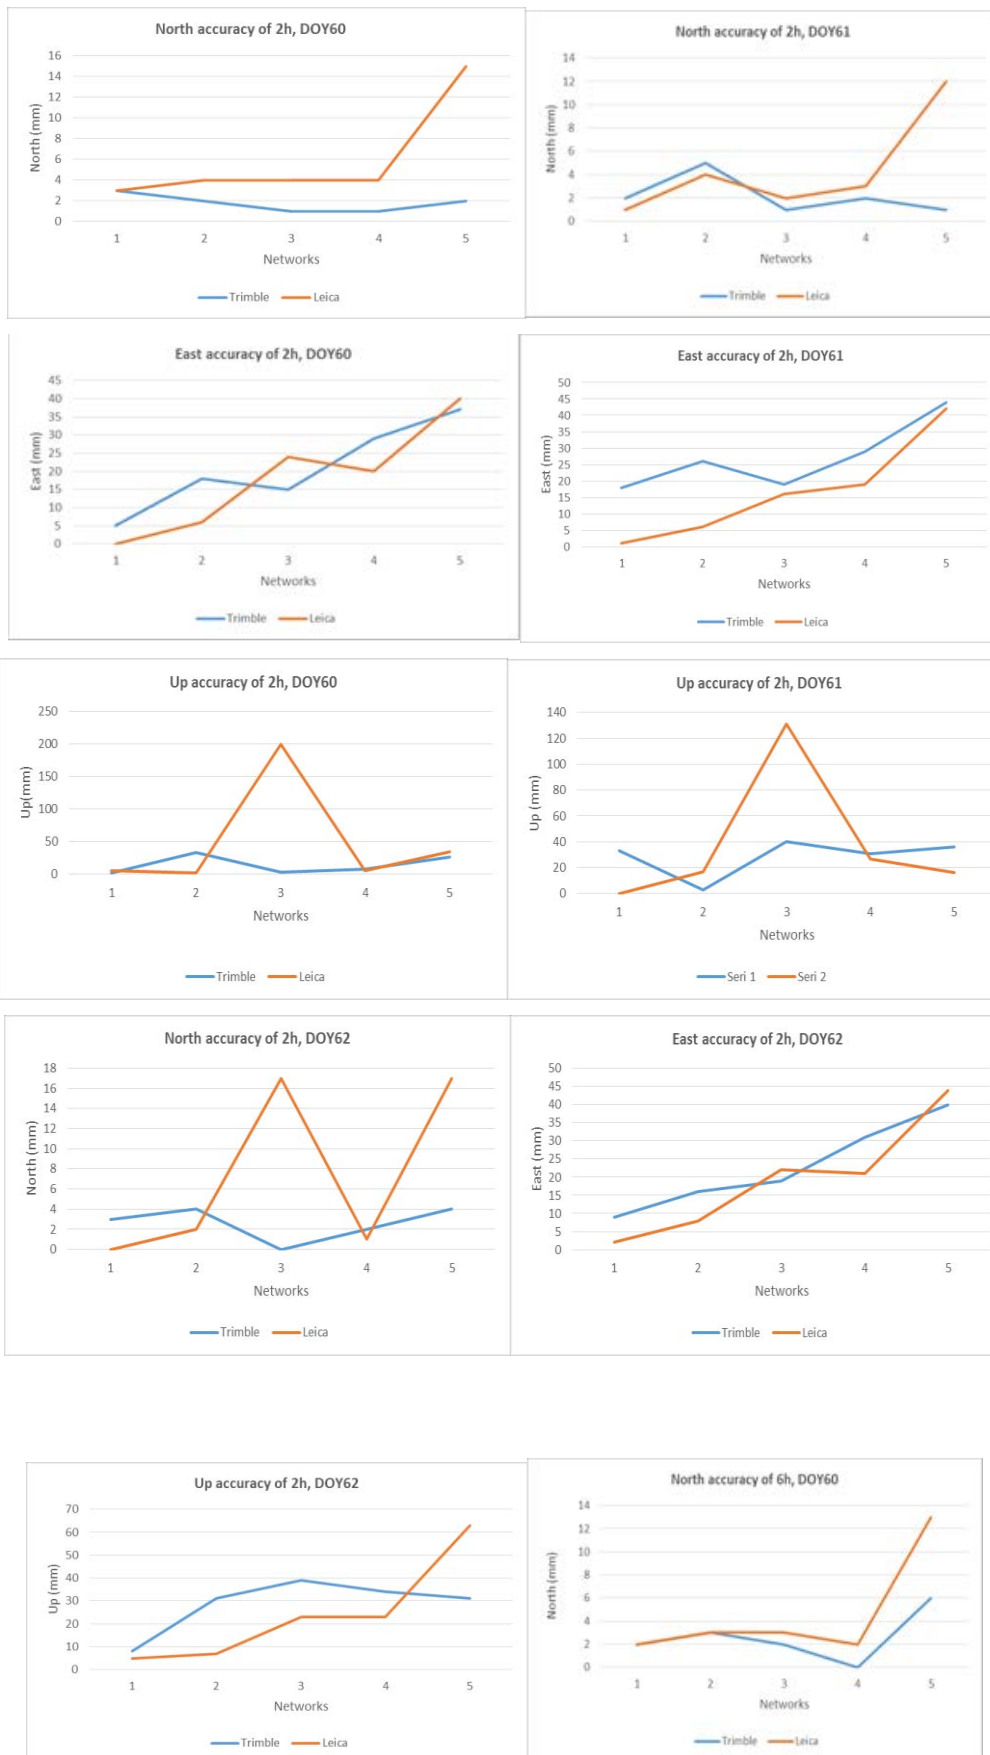 North accuracy of 2h, DOY60
16
14
12
10
8
6
4
2
0
North (mm)
1 2 3 4 5
Networks
Trimble Leica
North accuracy of 2h, DOY61
14
12
10
8
6
4
2
0
North (mm)
1 2 3 4 5
Networks
Trimble Leica
East accuracy of 2h, DOY60
45
40
35
30
25
20
15
10
5
0
East (mm)
1 2 3 4 5
Networks
Trimble Leica
East accuracy of 2h, DOY61
50
45
40
35
30
25
20
15
10
5
0
East (mm)
1 2 3 4 5
Networks
Trimble Leica
Up accuracy of 2h, DOY60
250
200
150
100
50
0
Up(mm)
1 2 3 4 5
Networks
Trimble Leica
Up accuracy of 2h, DOY61
140
120
100
80
60
40
20
0
Up (mm)
1 2 3 4 5
Networks
Seri 1 Seri 2
North accuracy of 2h, DOY62
18
16
14
12
10
8
6
4
2
0
North (mm)
1 2 3 4 5
Networks
Trimble Leica
East accuracy of 2h, DOY62
50
45
40
35
30
25
20
15
10
5
0
East (mm)
1 2 3 4 5
Networks
Trimble Leica
Up accuracy of 2h, DOY62
70
60
50
40
30
20
10
0
Up (mm)
1 2 3 4 5
Networks
Trimble Leica
North accuracy of 6h, DOY60
14
12
10
8
6
4
2
0
North (mm)
1 2 3 4 5
Networks
Trimble Leica